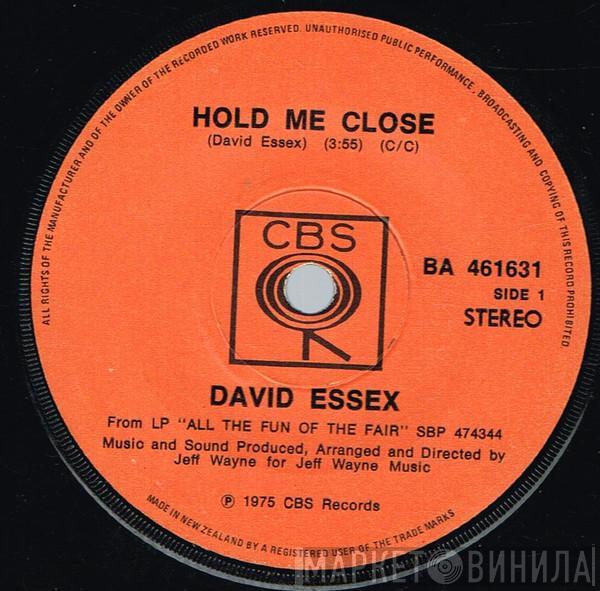 ALL RIGHTS OF THE MANUFACTURER AND OF THE OWNER OF THE RECORDED WORK RESERVED. UNAUTHORISED PUBLIC PERFORMANCE, BROADCASTING AND COPYING OF THIS RECORD PROHIBITED.
HOLD ME CLOSE
(David Essex) (3:55) (C/C)
CBS
BA 461631
SIDE 1
STEREO
DAVID ESSEX
From LP "ALL THE FUN OF THE FAIR" SBP 474344
Music and Sound Produced, Arranged and Directed by
Jeff Wayne for Jeff Wayne Music
℗ 1975 CBS Records
MADE IN NEW ZEALAND BY A REGISTERED USER OF THE TRADE MARKS
МАРКЕТ ВИНИЛА